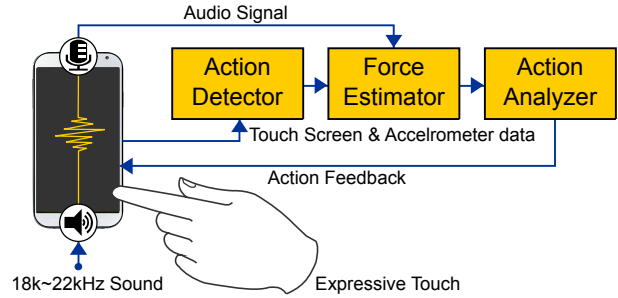 Audio Signal
Action
Detector
Force
Estimator
Action
Analyzer
Touch Screen & Accelrometer data
Action Feedback
18k~22kHz Sound
Expressive Touch